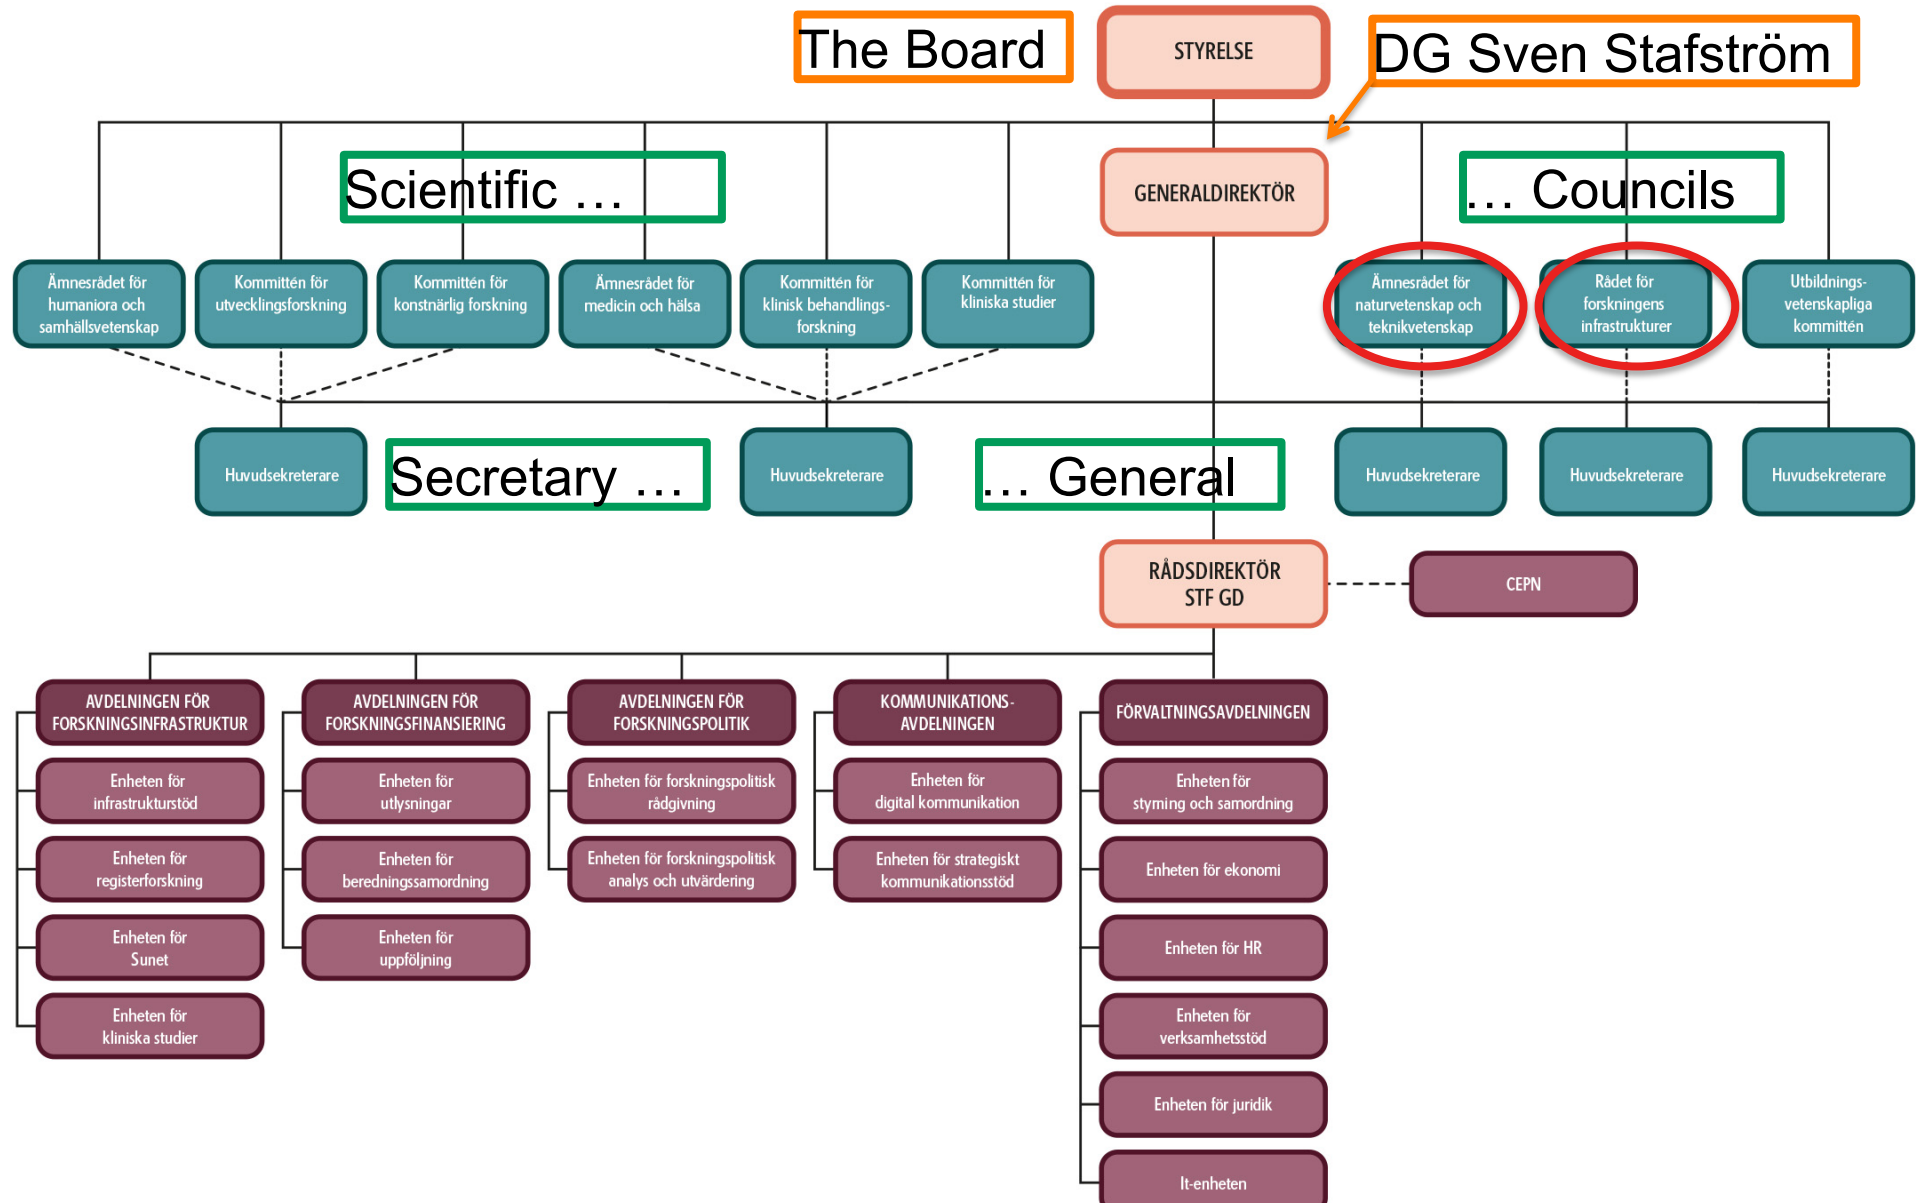 The Board
STYRELSE
DG Sven Stafström
Scientific ...
GENERALDIREKTÖR
... Councils
Ämnesrådet för
humaniora och
samhällsvetenskap
Kommittén för
utvecklingsforskning
Kommittén för
konstnärlig forskning
Ämnesrådet för
medicin och hälsa
Kommittén för
klinisk behandlings-
forskning
Kommittén för
kliniska studier
Ämnesrådet för
naturvetenskap och
teknikvetenskap
Rådet för
forskningens
infrastrukturer
Utbildnings-
vetenskapliga
kommittén
Huvudsekreterare
Secretary ...
Huvudsekreterare
... General
Huvudsekreterare
Huvudsekreterare
Huvudsekreterare
RÅDSDIREKTÖR
STF GD
CEPN
AVDELNINGEN FÖR
FORSKNINGSINFRASTRUKTUR
Enheten för
infrastrukturstöd
Enheten för
registerforskning
Enheten för
Sunet
Enheten för
kliniska studier
AVDELNINGEN FÖR
FORSKNINGSFINANSIERING
Enheten för
utlysningar
Enheten för
beredningssamordning
Enheten för
uppföljning
AVDELNINGEN FÖR
FORSKNINGSPOLITIK
Enheten för forskningspolitisk
rådgivning
Enheten för forskningspolitisk
analys och utvärdering
KOMMUNIKATIONS-
AVDELNINGEN
Enheten för
digital kommunikation
Enheten för strategiskt
kommunikationsstöd
FÖRVALTNINGSAVDELNINGEN
Enheten för
styrning och samordning
Enheten för ekonomi
Enheten för HR
Enheten för
verksamhetsstöd
Enheten för juridik
It-enheten